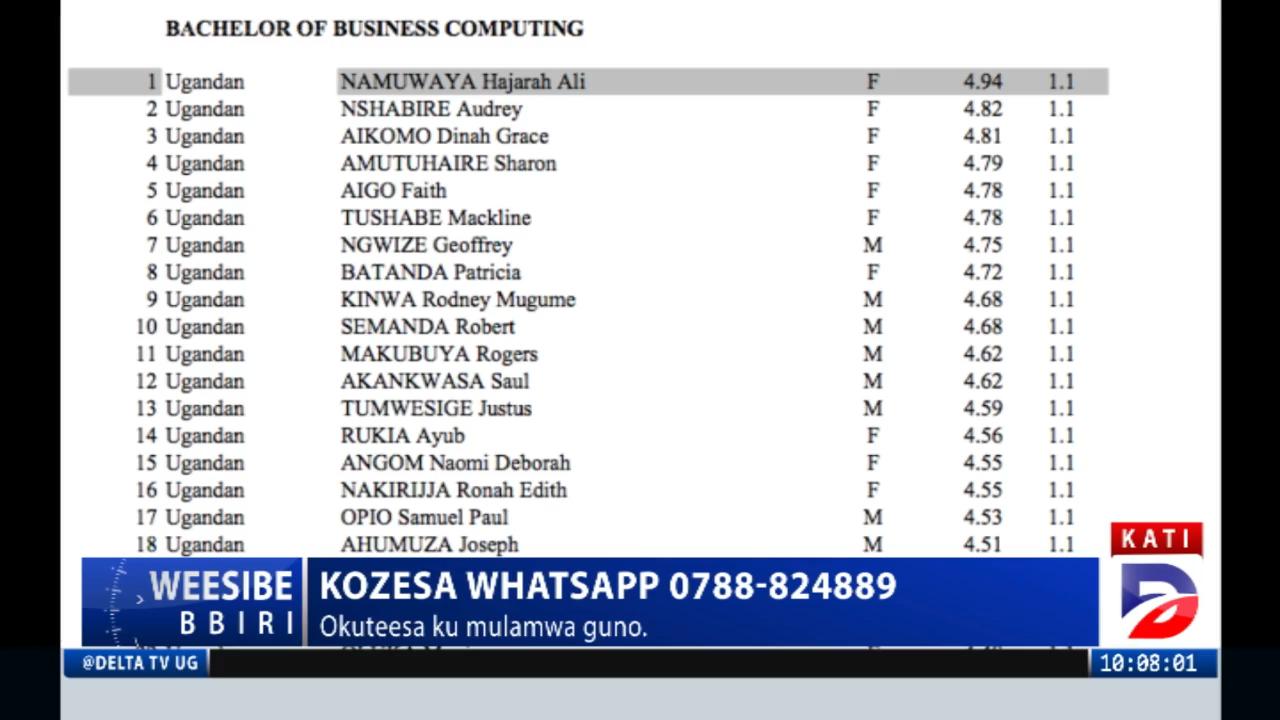 BACHELOR OF BUSINESS COMPUTING
1 Ugandan NAMUWAYA Hajarah Ali F 4.94 1.1
2 Ugandan NSHABIRE Audrey F 4.82 1.1
3 Ugandan AIKOMO Dinah Grace F 4.81 1.1
4 Ugandan AMUTUHAIRE Sharon F 4.79 1.1
5 Ugandan AIGO Faith F 4.78 1.1
6 Ugandan TUSHABE Mackline F 4.78 1.1
7 Ugandan NGWIZE Geoffrey M 4.75 1.1
8 Ugandan BATANDA Patricia F 4.72 1.1
9 Ugandan KINWA Rodney Mugume M 4.68 1.1
10 Ugandan SEMANDA Robert M 4.68 1.1
11 Ugandan MAKUBUYA Rogers M 4.62 1.1
12 Ugandan AKANKWASA Saul M 4.62 1.1
13 Ugandan TUMWESIGE Justus M 4.59 1.1
14 Ugandan RUKIA Ayub F 4.56 1.1
15 Ugandan ANGOM Naomi Deborah F 4.55 1.1
16 Ugandan NAKIRIJJA Ronah Edith F 4.55 1.1
17 Ugandan OPIO Samuel Paul M 4.53 1.1
18 Ugandan AHUMUZA Joseph M 4.51 1.1
KATI
WEESIBE
BBIRI
KOZESA WHATSAPP 0788-824889
Okuteesa ku mulamwa guno.
@DELTA TV UG
10:08:01